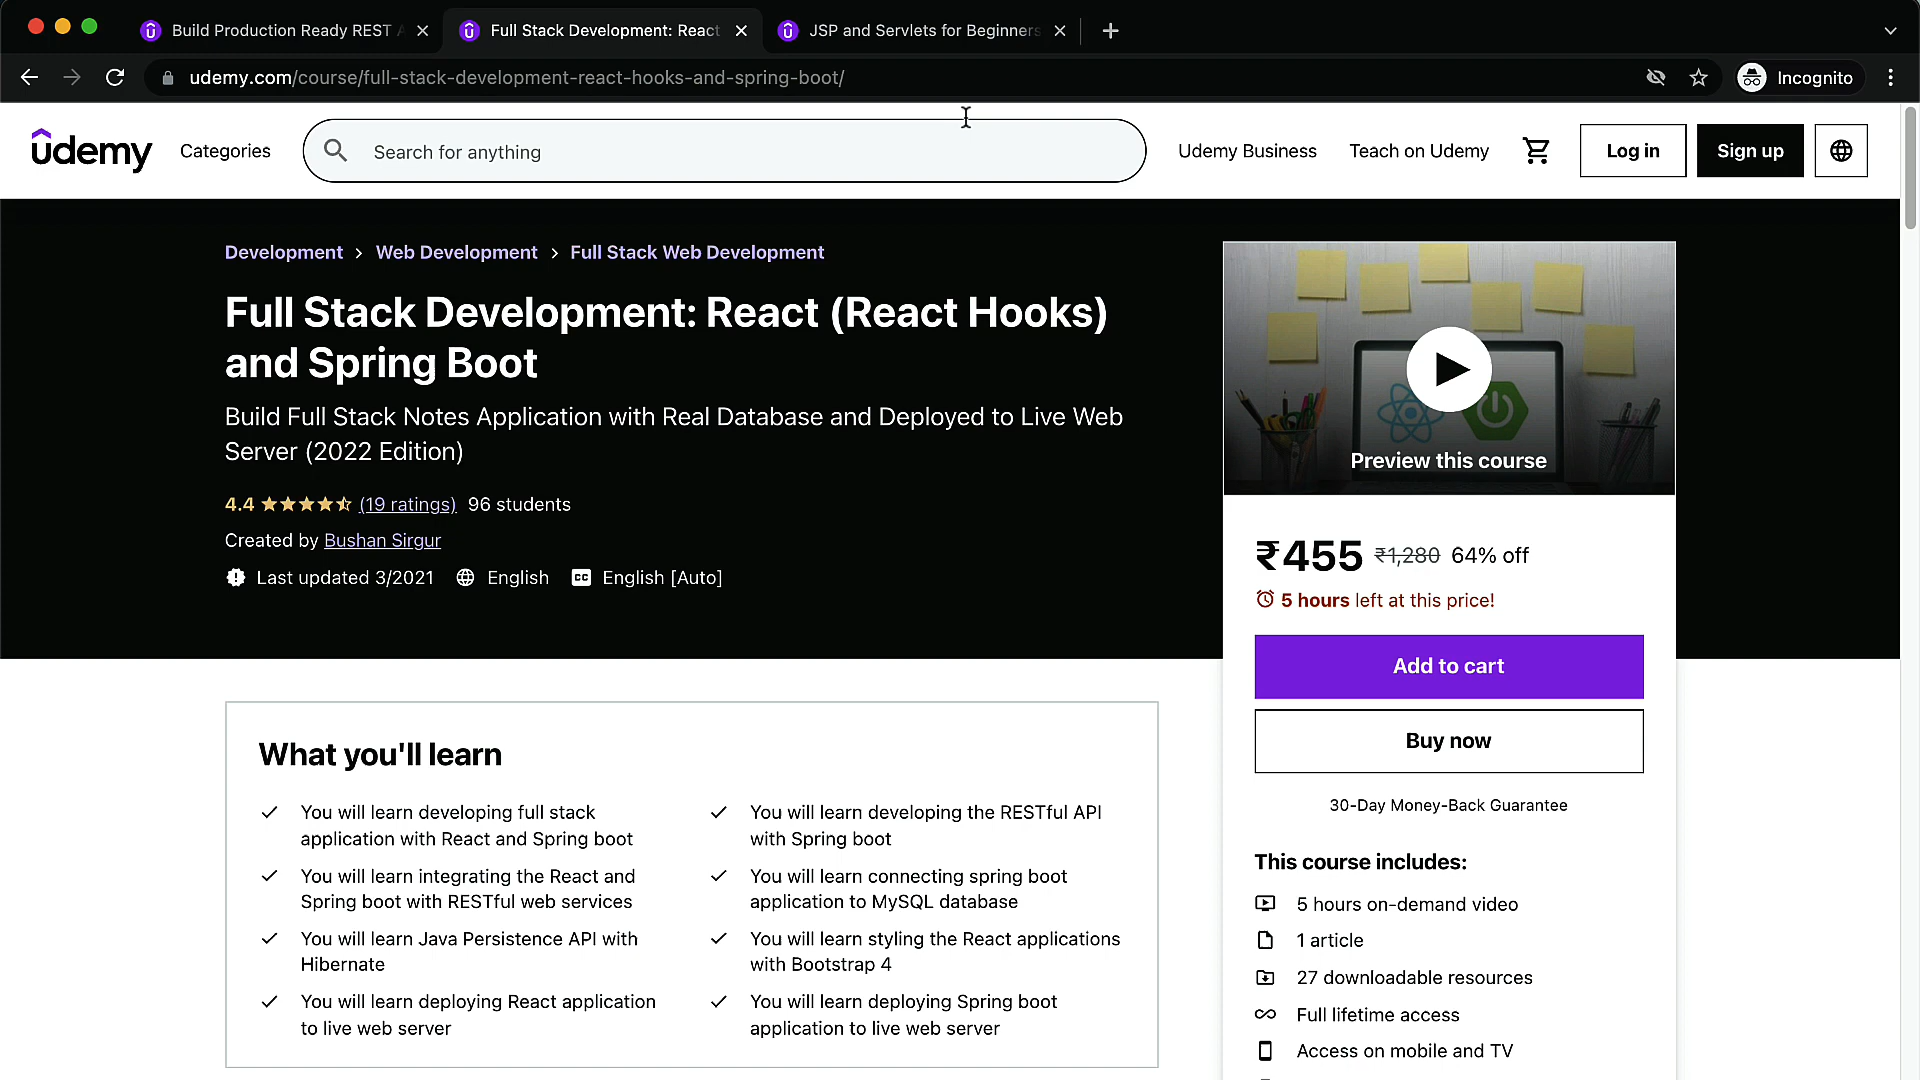 Build Production Ready REST A
Full Stack Development: React
JSP and Servlets for Beginners
udemy.com/course/full-stack-development-react-hooks-and-spring-boot/
Incognito
ûdemy
Categories
Search for anything
Udemy Business
Teach on Udemy
Log in
Sign up
Development > Web Development > Full Stack Web Development
Full Stack Development: React (React Hooks)
and Spring Boot
Build Full Stack Notes Application with Real Database and Deployed to Live Web
Server (2022 Edition)
4.4 (19 ratings) 96 students
Created by Bushan Sirgur
Last updated 3/2021 English CC English [Auto]
Preview this course
₹455 ₹1,280 64% off
5 hours left at this price!
Add to cart
Buy now
30-Day Money-Back Guarantee
This course includes:
5 hours on-demand video
1 article
27 downloadable resources
Full lifetime access
Access on mobile and TV
What you'll learn
You will learn developing full stack
application with React and Spring boot
You will learn developing the RESTful API
with Spring boot
You will learn integrating the React and
Spring boot with RESTful web services
You will learn connecting spring boot
application to MySQL database
You will learn Java Persistence API with
Hibernate
You will learn styling the React applications
with Bootstrap 4
You will learn deploying React application
to live web server
You will learn deploying Spring boot
application to live web server